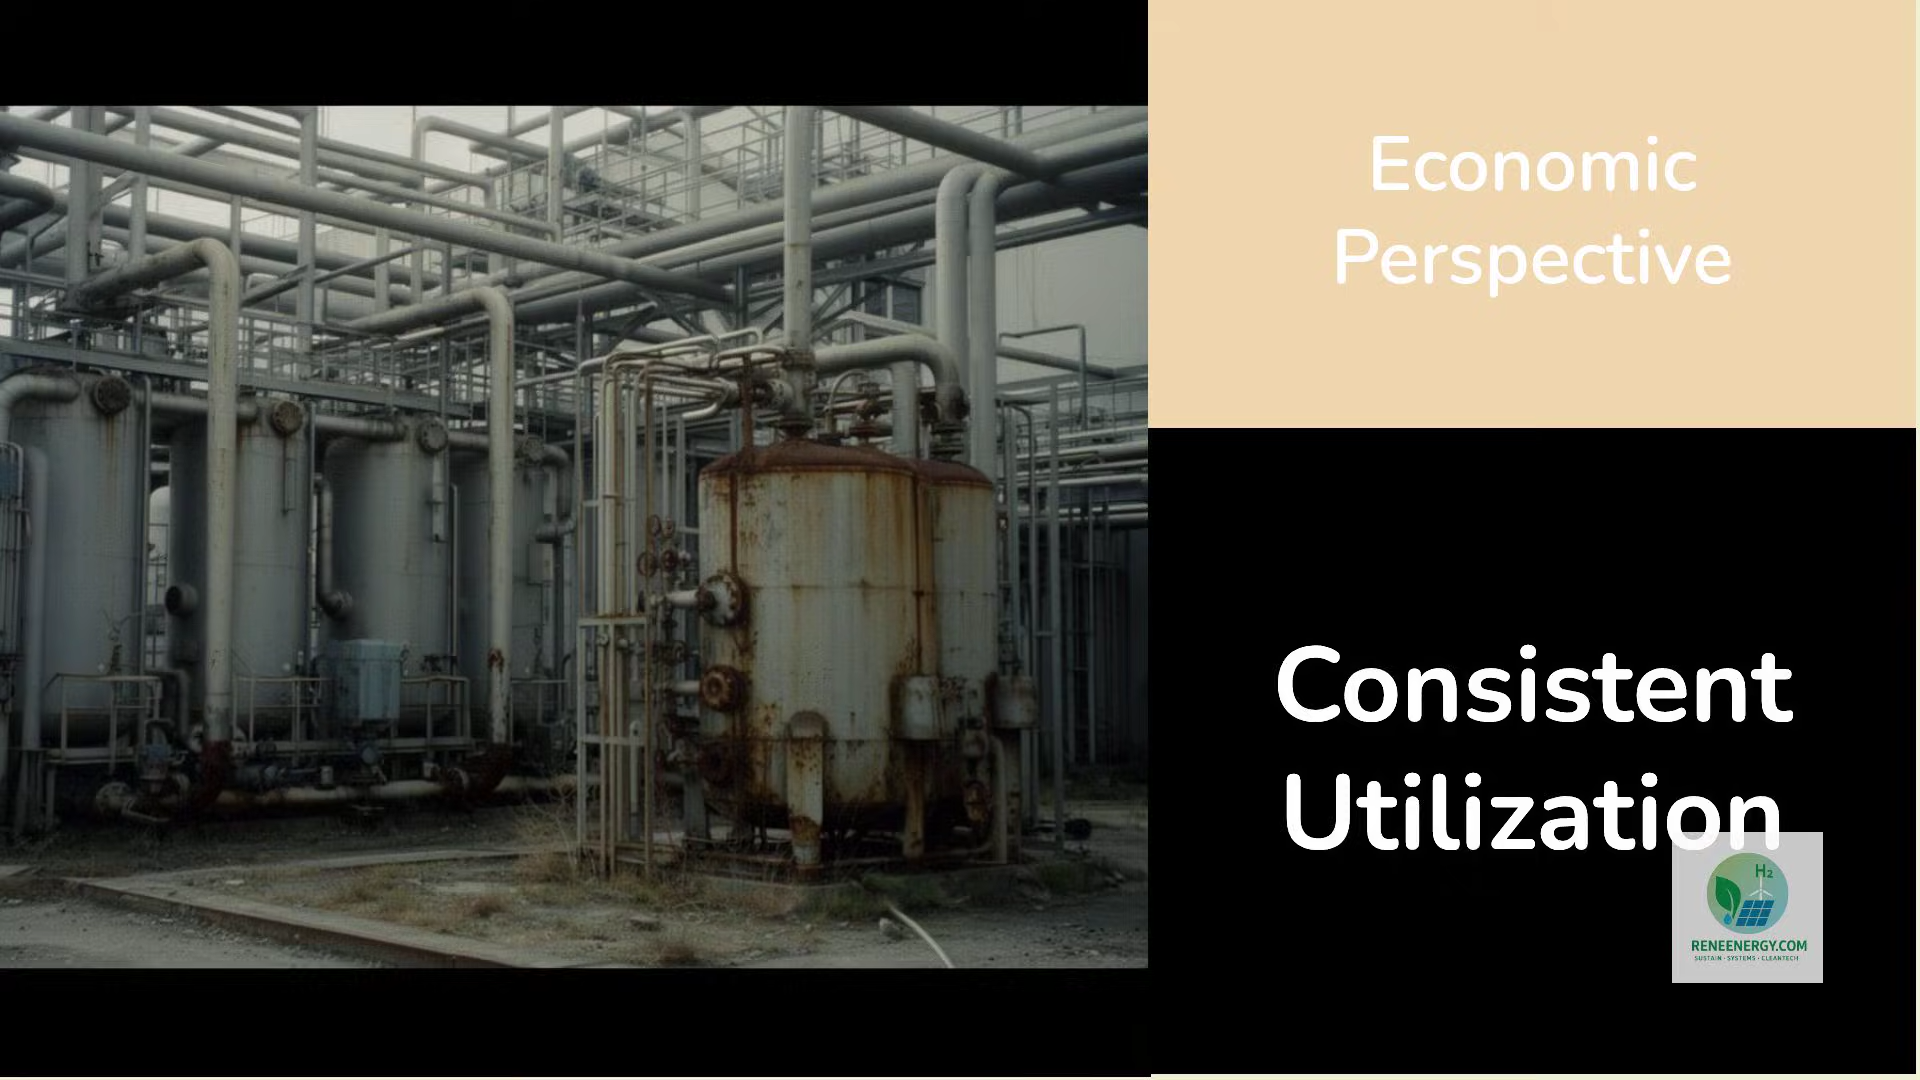 Economic
Perspective
Consistent
Utilization
H₂
RENEENERGY.COM
SUSTAIN · SYSTEMS · CLEANTECH